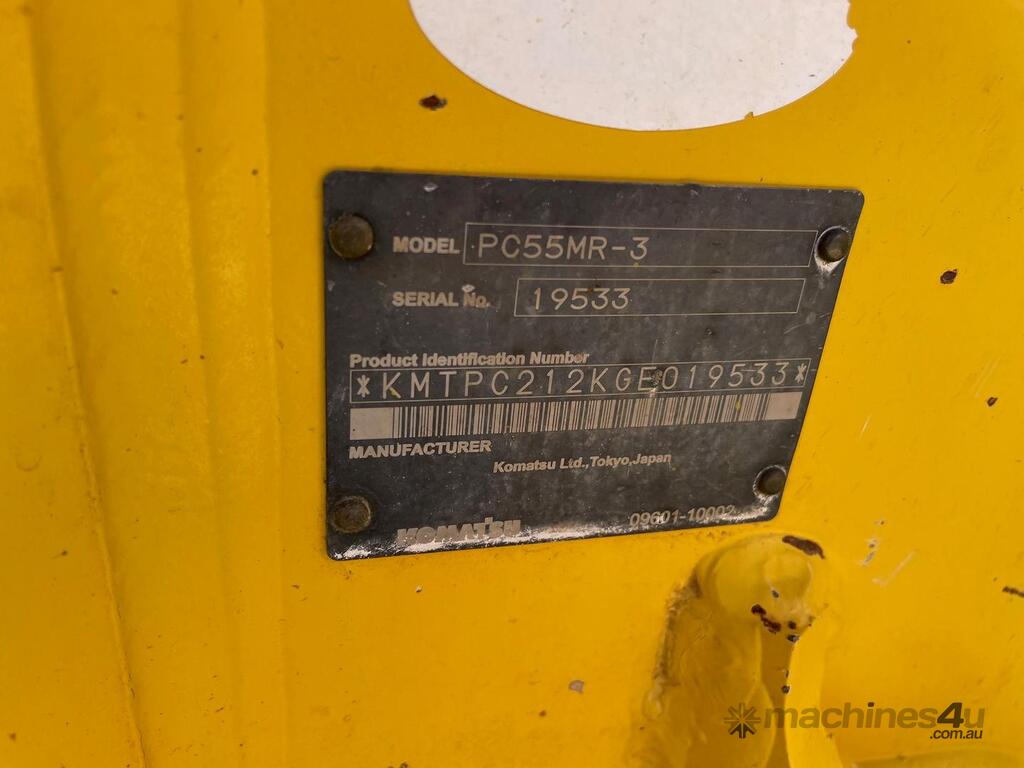 MODEL PC55MR-3
SERIAL No. 19533
Product Identification Number
*KMTPC212KGE019533*
MANUFACTURER
Komatsu Ltd.,Tokyo,Japan
KOMATSU 09601-10002
machines4u
.com.au